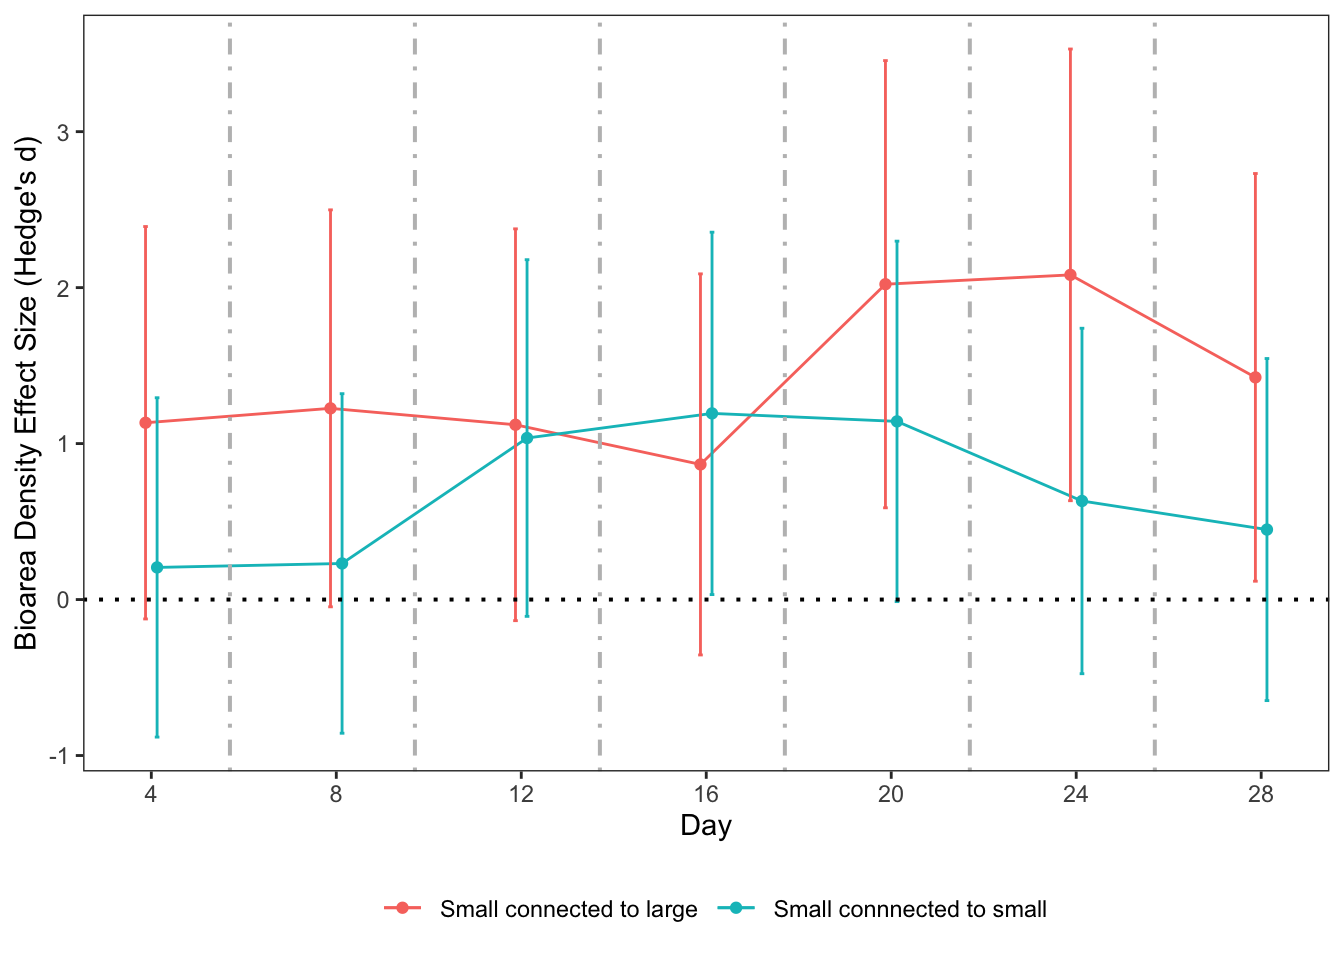 Bioarea Density Effect Size (Hedge's d)
3
2
1
0
-1
4 8 12 16 20 24 28
Day
Small connected to large Small connnected to small